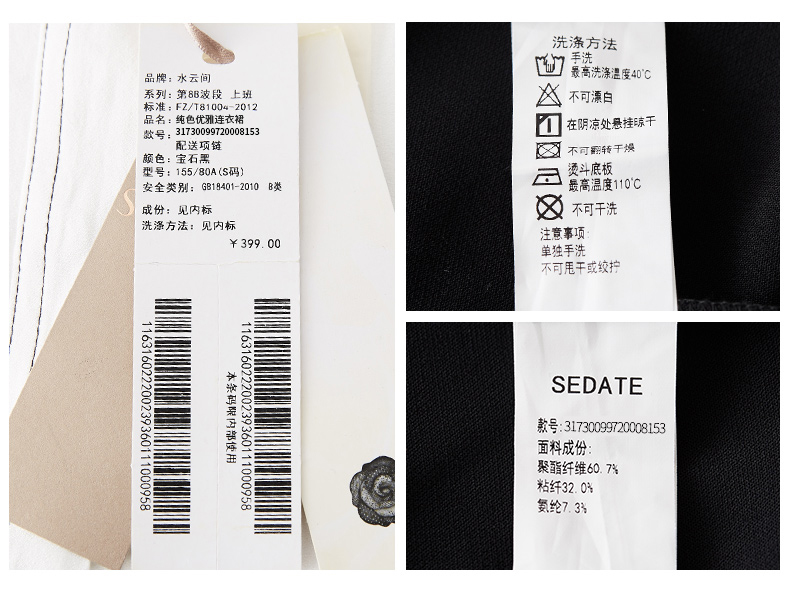 品牌: 水云间
系列: 第88波段 上班
标准: FZ/T81004-2012
品名: 纯色优雅连衣裙
款号: 31730099720008153
配送项链
颜色: 宝石黑
型号: 155/80A(S码)
安全类别: GB18401-2010 B类
成份: 见内标
洗涤方法: 见内标
￥399.00
11631602220023936011100​0958
本条码限内部使用
116316022200239360111000958
洗涤方法
手洗
最高洗涤温度40℃
不可漂白
在阴凉处悬挂晾干
不可翻转干燥
熨斗底板
最高温度110℃
不可干洗
注意事项:
单独手洗
不可甩干或绞拧
SEDATE
款号:31730099720008153
面料成份:
聚酯纤维60.7%
粘纤32.0%
氨纶7.3%